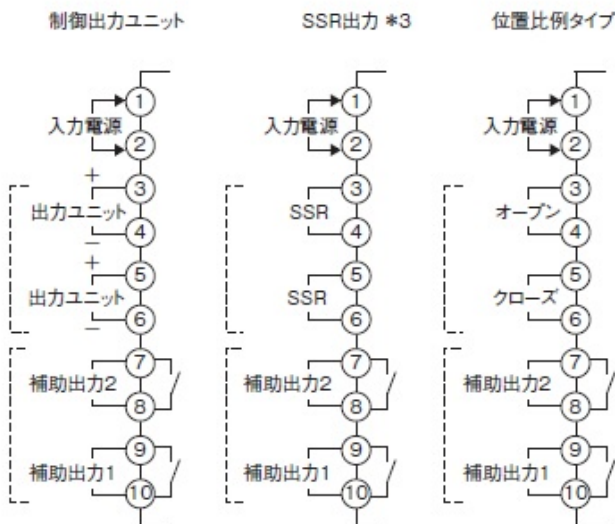 制御出力ユニット
入力電源
1
2
+
出力ユニット
−
3
4
+
出力ユニット
−
5
6
補助出力2
7
8
補助出力1
9
10
SSR出力 *3
入力電源
1
2
SSR
3
4
SSR
5
6
補助出力2
7
8
補助出力1
9
10
位置比例タイプ
入力電源
1
2
オープン
3
4
クローズ
5
6
補助出力2
7
8
補助出力1
9
10